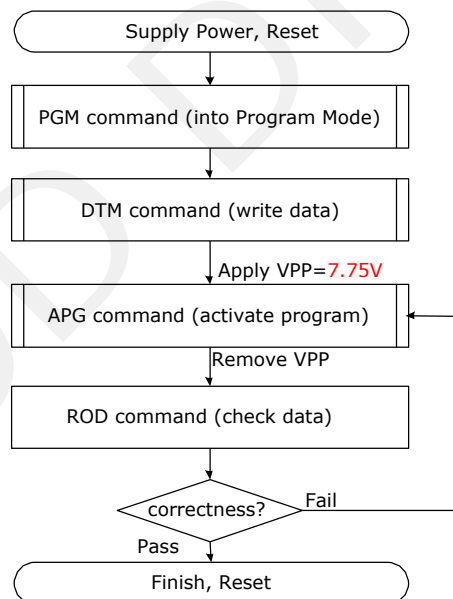 Supply Power, Reset
PGM command (into Program Mode)
DTM command (write data)
Apply VPP=7.75V
APG command (activate program)
Remove VPP
ROD command (check data)
correctness?
Fail
Pass
Finish, Reset